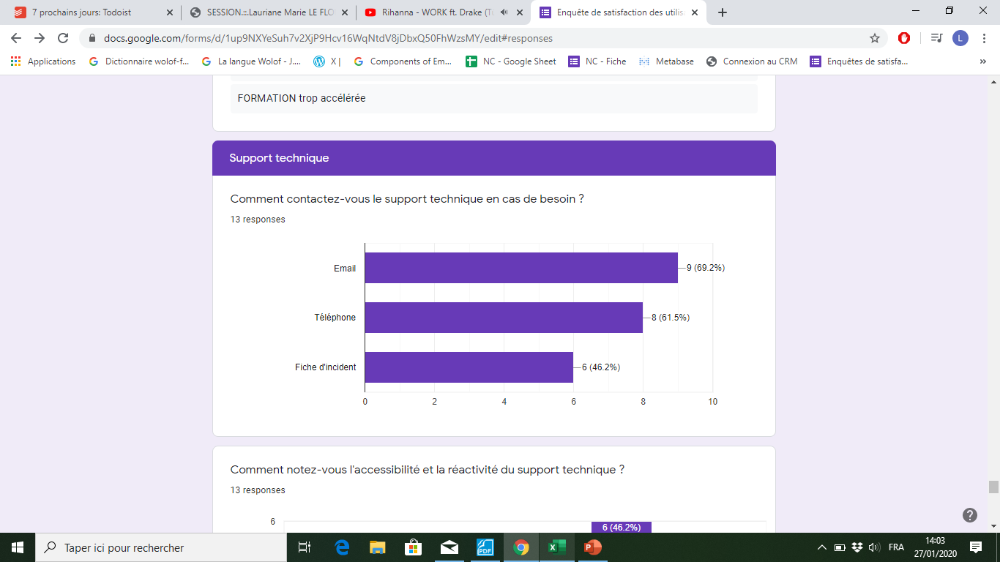 7 prochains jours: Todoist
SESSION.::.Lauriane Marie LE FLO
Rihanna - WORK ft. Drake (T
Enquête de satisfaction des utilis
docs.google.com/forms/d/1up9NXYeSuh7v2XjP9Hcv16WqNtdV8jDbxQ50FhWzsMY/edit#responses
L
Applications
Dictionnaire wolof-f...
La langue Wolof - J....
X |
Components of Em...
NC - Google Sheet
NC - Fiche
Metabase
Connexion au CRM
Enquêtes de satisfa...
»
FORMATION trop accélérée
Support technique
Comment contactez-vous le support technique en cas de besoin ?
13 responses
Email
9 (69.2%)
Téléphone
8 (61.5%)
Fiche d'incident
6 (46.2%)
0 2 4 6 8 10
Comment notez-vous l'accessibilité et la réactivité du support technique ?
13 responses
6
6 (46.2%)
Taper ici pour rechercher
PDF
FRA
14:03
27/01/2020